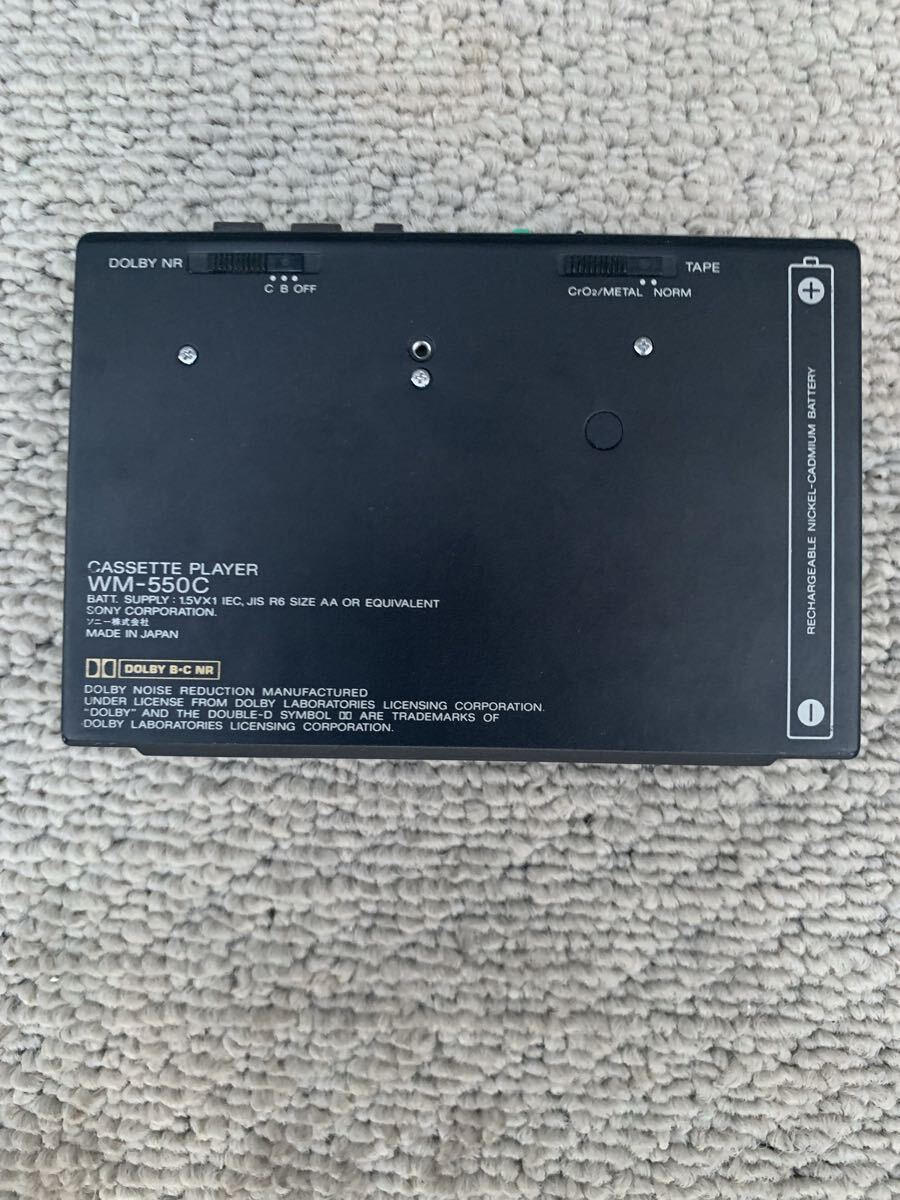 DOLBY NR
C B OFF
TAPE
CrO2/METAL NORM
RECHARGEABLE NICKEL-CADMIUM BATTERY
CASSETTE PLAYER
WM-550C
BATT. SUPPLY : 1.5V×1 IEC, JIS R6 SIZE AA OR EQUIVALENT
SONY CORPORATION.
ソニー株式会社
MADE IN JAPAN
DOLBY B•C NR
DOLBY NOISE REDUCTION MANUFACTURED
UNDER LICENSE FROM DOLBY LABORATORIES LICENSING CORPORATION.
"DOLBY" AND THE DOUBLE-D SYMBOL ARE TRADEMARKS OF
DOLBY LABORATORIES LICENSING CORPORATION.